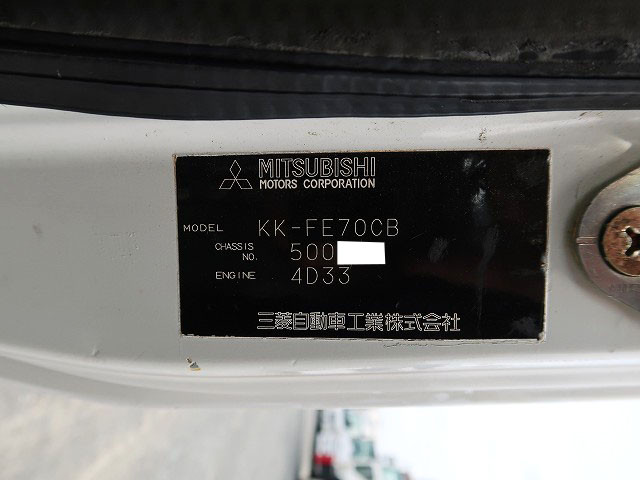 MITSUBISHI
MOTORS CORPORATION
MODEL KK-FE70CB
CHASSIS NO. 500
ENGINE 4D33
三菱自動車工業株式会社